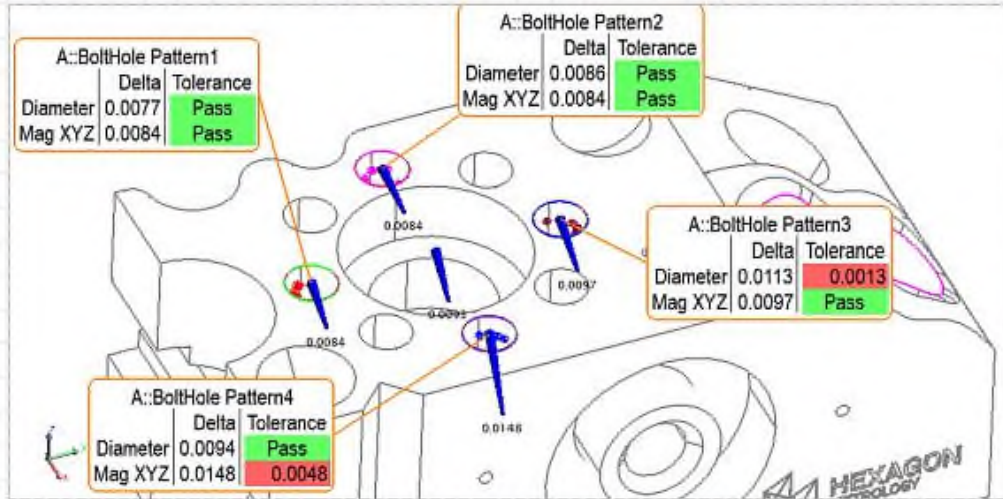 A::BoltHole Pattern1
Delta Tolerance
Diameter 0.0077 Pass
Mag XYZ 0.0084 Pass
A::BoltHole Pattern2
Delta Tolerance
Diameter 0.0086 Pass
Mag XYZ 0.0084 Pass
0.0084
A::BoltHole Pattern3
Delta Tolerance
Diameter 0.0113 0.0013
Mag XYZ 0.0097 Pass
0.0097
0.0084
A::BoltHole Pattern4
Delta Tolerance
Diameter 0.0094 Pass
Mag XYZ 0.0148 0.0048
0.0148
HEXAGON